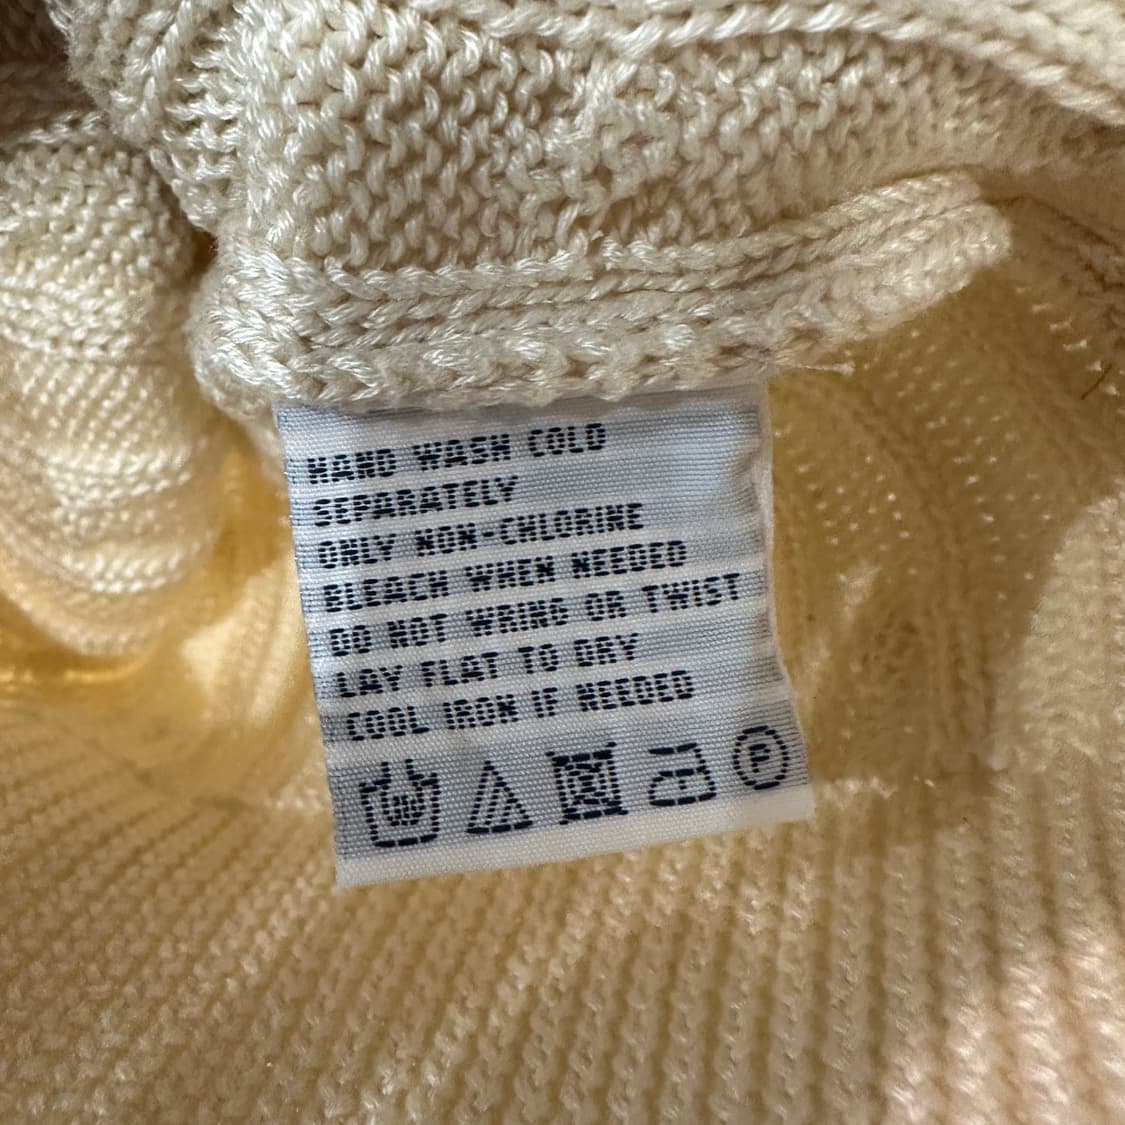 HAND WASH COLD
SEPARATELY
ONLY NON-CHLORINE
BLEACH WHEN NEEDED
DO NOT WRING OR TWIST
LAY FLAT TO DRY
COOL IRON IF NEEDED
P